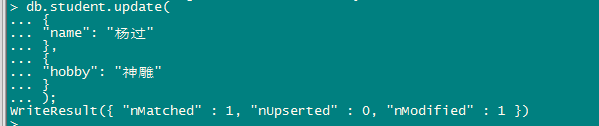 > db.student.update(
... {
... "name": "杨过"
... },
... {
... "hobby": "神雕"
... }
... );
WriteResult({ "nMatched" : 1, "nUpserted" : 0, "nModified" : 1 })
>